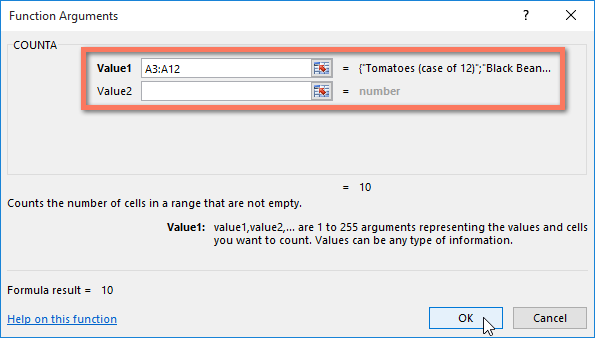 Function Arguments
COUNTA
Value1 A3:A12 = {"Tomatoes (case of 12)";"Black Bean...
Value2 = number
= 10
Counts the number of cells in a range that are not empty.
Value1: value1,value2,... are 1 to 255 arguments representing the values and cells
you want to count. Values can be any type of information.
Formula result = 10
Help on this function
OK Cancel